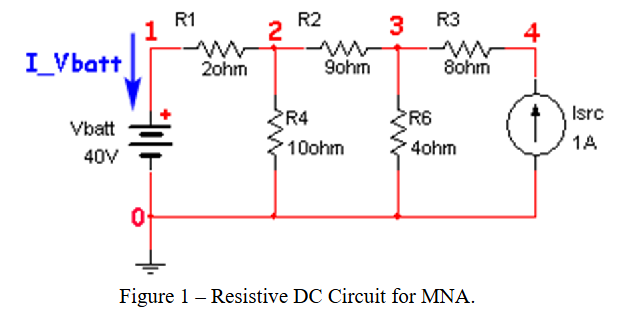 R1 R2 R3
1 2 3 4
I_Vbatt
2ohm 9ohm 8ohm
+
Vbatt R4 R6 Isrc
40V 10ohm 4ohm 1A
0
Figure 1 – Resistive DC Circuit for MNA.